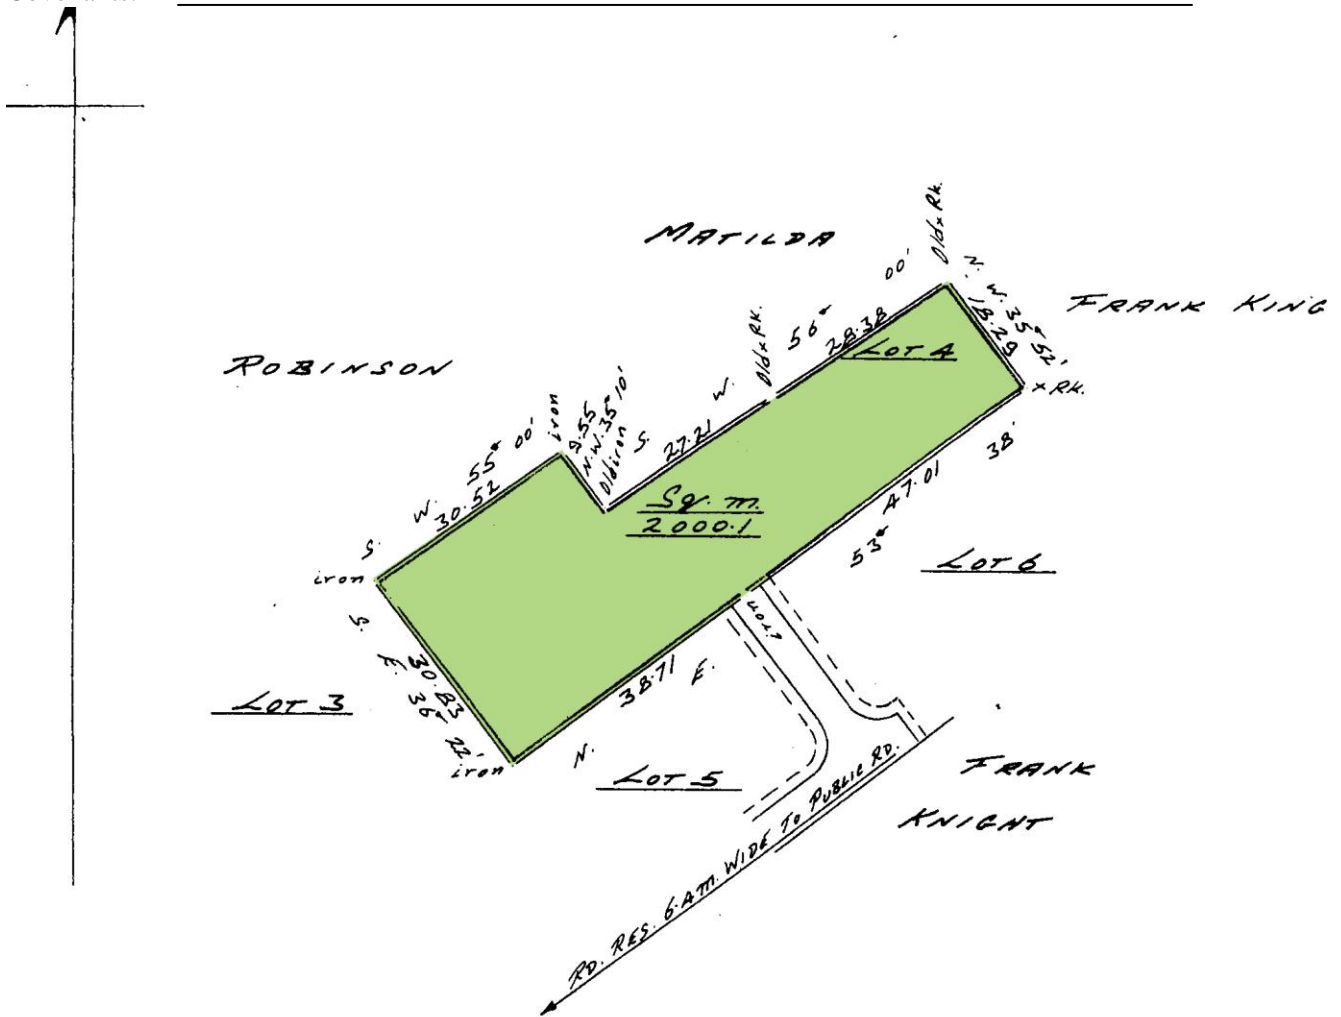 MATILDA
Old x Rk.
00'
N. W. 35° 52'
18.29
FRANK KING
56°
28.38
LOT 4
Old x Rk.
x RK.
ROBINSON
W.
27.21
S.
iron
9.55
N.W. 35° 10'
Old iron
55° 00'
W.
30.52
S.
iron
Sq. m.
2000.1
38'
47.01
53°
LOT 6
iron
S. E. 36° 22'
30.83
LOT 3
iron
38.71
E.
N.
LOT 5
FRANK
KNIGHT
RD. RES. 6.4 m. WIDE TO PUBLIC RD.